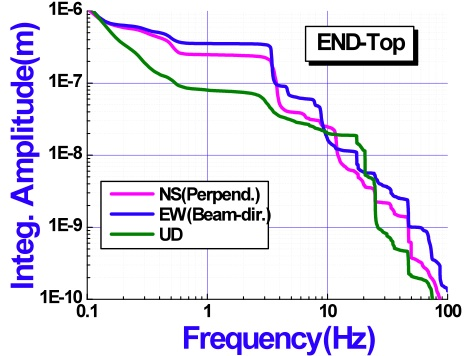 1E-6
1E-7
1E-8
1E-9
1E-10
Integ. Amplitude(m)
END-Top
NS(Perpend.)
EW(Beam-dir.)
UD
0.1
1
10
100
Frequency(Hz)